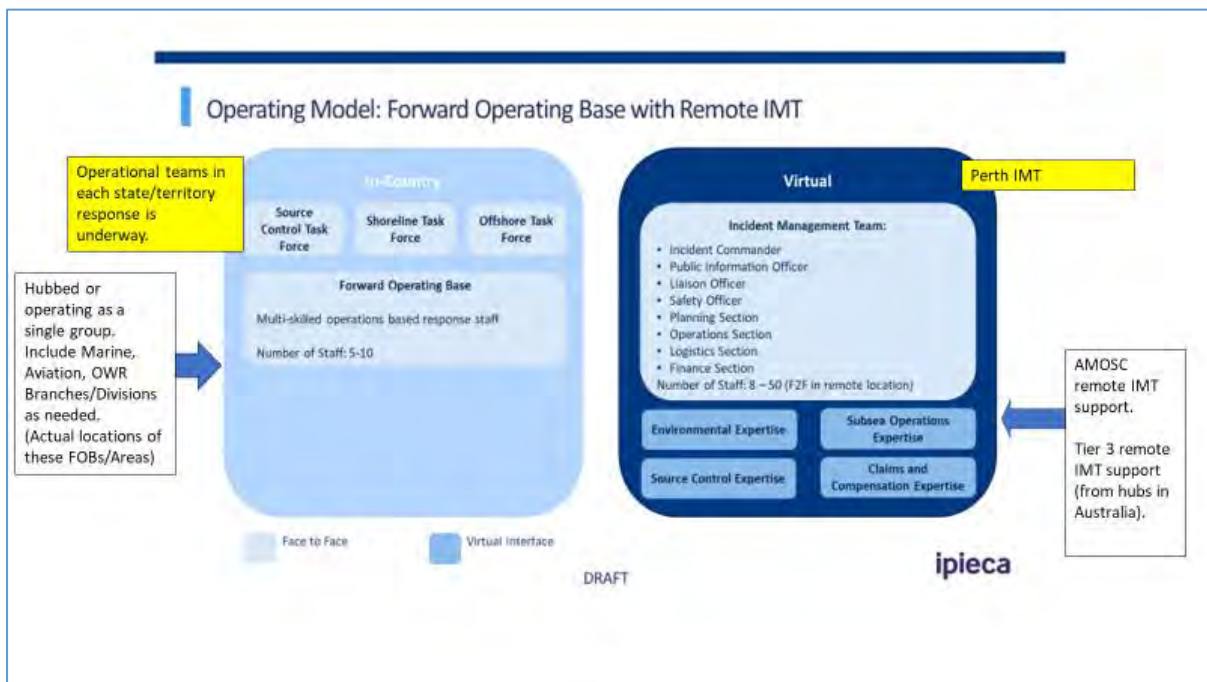 Operating Model: Forward Operating Base with Remote IMT
Operational teams in
each state/territory
response is
underway.
Hubbed or
operating as a
single group.
Include Marine,
Aviation, OWR
Branches/Divisions
as needed.
(Actual locations of
these FOBs/Areas)
In-Country
Source
Control Task
Force
Shoreline Task
Force
Offshore Task
Force
Forward Operating Base
Multi-skilled operations based response staff
Number of Staff: 5-10
Virtual
Perth IMT
Incident Management Team:
• Incident Commander
• Public Information Officer
• Liaison Officer
• Safety Officer
• Planning Section
• Operations Section
• Logistics Section
• Finance Section
Number of Staff: 8 – 50 (F2F in remote location)
Environmental Expertise
Subsea Operations
Expertise
Source Control Expertise
Claims and
Compensation Expertise
AMOSC
remote IMT
support.
Tier 3 remote
IMT support
(from hubs in
Australia).
Face to Face
Virtual Interface
DRAFT
ipieca